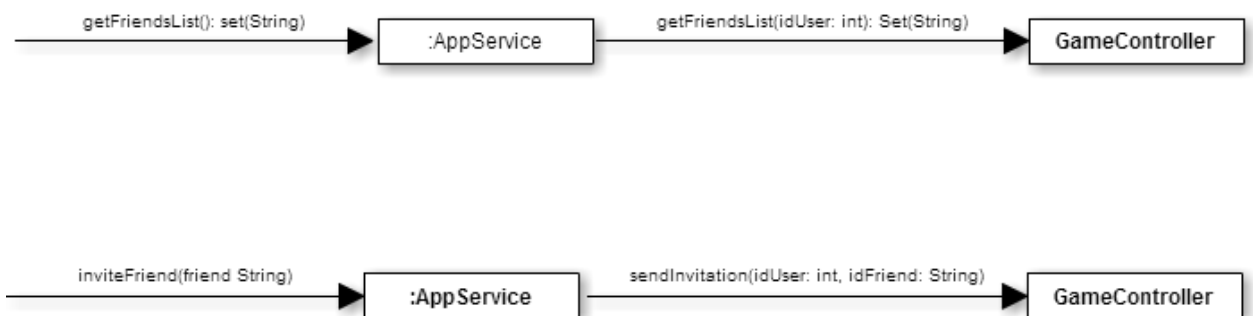 getFriendsList(): set(String)
getFriendsList(idUser: int): Set(String)
:AppService
GameController
inviteFriend(friend String)
sendInvitation(idUser: int, idFriend: String)
:AppService
GameController